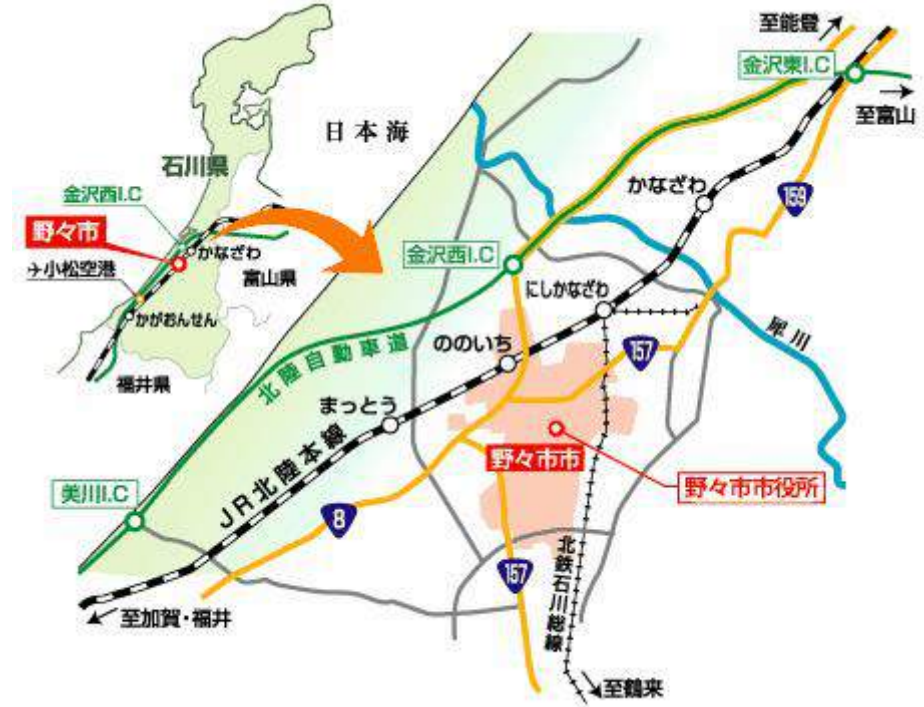 至能登
金沢東I.C
至富山
日本海
石川県
金沢西I.C
かなざわ
159
野々市
かなざわ
小松空港
富山県
金沢西I.C
にしかなざわ
かがおんせん
犀川
ののいち
157
北陸自動車道
福井県
まっとう
野々市市
野々市市役所
美川I.C
JR北陸本線
8
157
北鉄石川総線
至加賀・福井
至鶴来